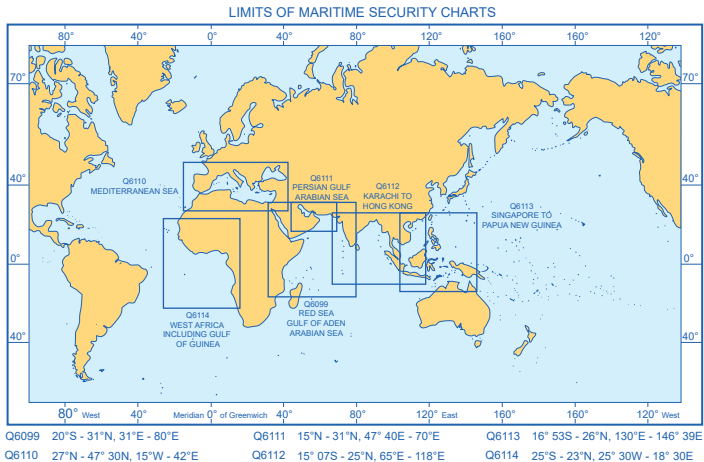 LIMITS OF MARITIME SECURITY CHARTS
80° 40° 0° 40° 80° 120° 160° 160° 120°
70° 70°
Q6110
MEDITERRANEAN SEA
Q6111
PERSIAN GULF
ARABIAN SEA
Q6112
KARACHI TO
HONG KONG
40° 40°
Q6113
SINGAPORE TO
PAPUA NEW GUINEA
0° 0°
Q6099
RED SEA
GULF OF ADEN
ARABIAN SEA
Q6114
WEST AFRICA
INCLUDING GULF
OF GUINEA
40° 40°
80° West 40° Meridian 0° of Greenwich 40° 80° 120° East 160° 160° 120° West
Q6099 20°S - 31°N, 31°E - 80°E Q6111 15°N - 31N, 47° 40E - 70°E Q6113 16° 53S - 26°N, 130°E - 146° 39E
Q6110 27°N - 47° 30N, 15°W - 42°E Q6112 15° 07S - 25°N, 65°E - 118°E Q6114 25°S - 23°N, 25° 30W - 18° 30E